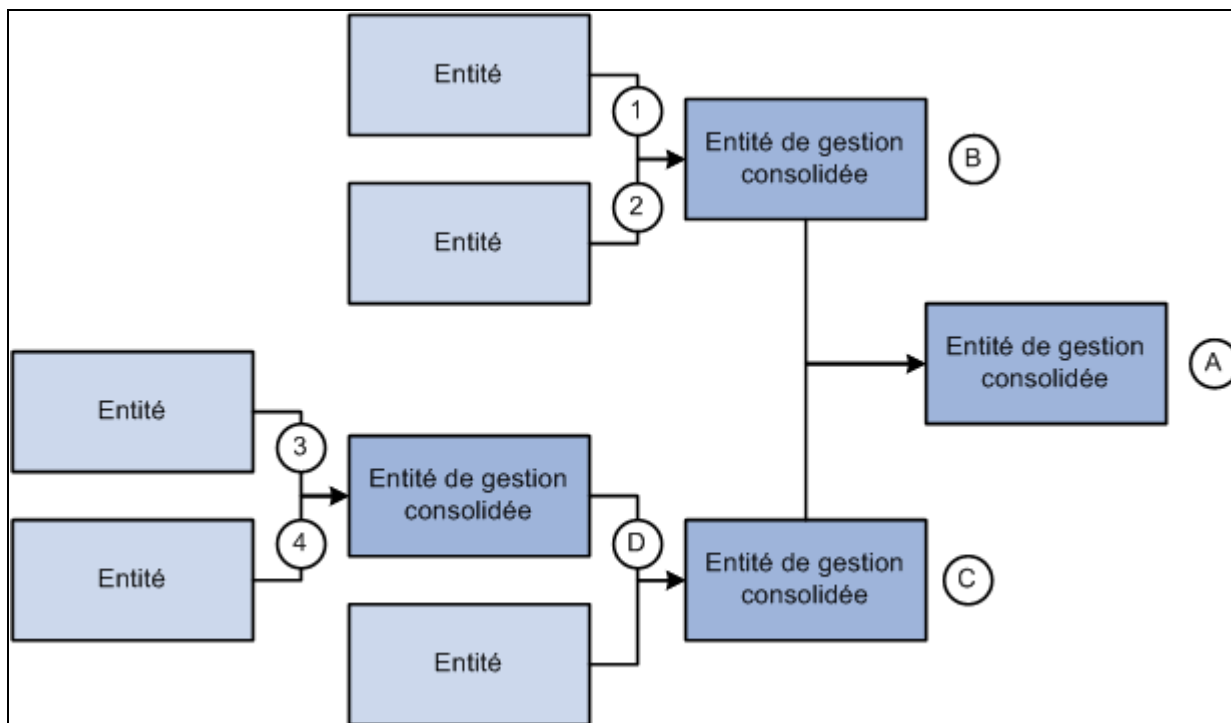 Entité
1
Entité de gestion
consolidée
B
Entité
2
Entité de gestion
consolidée
A
Entité
3
Entité de gestion
consolidée
Entité
4
D
Entité de gestion
consolidée
C
Entité